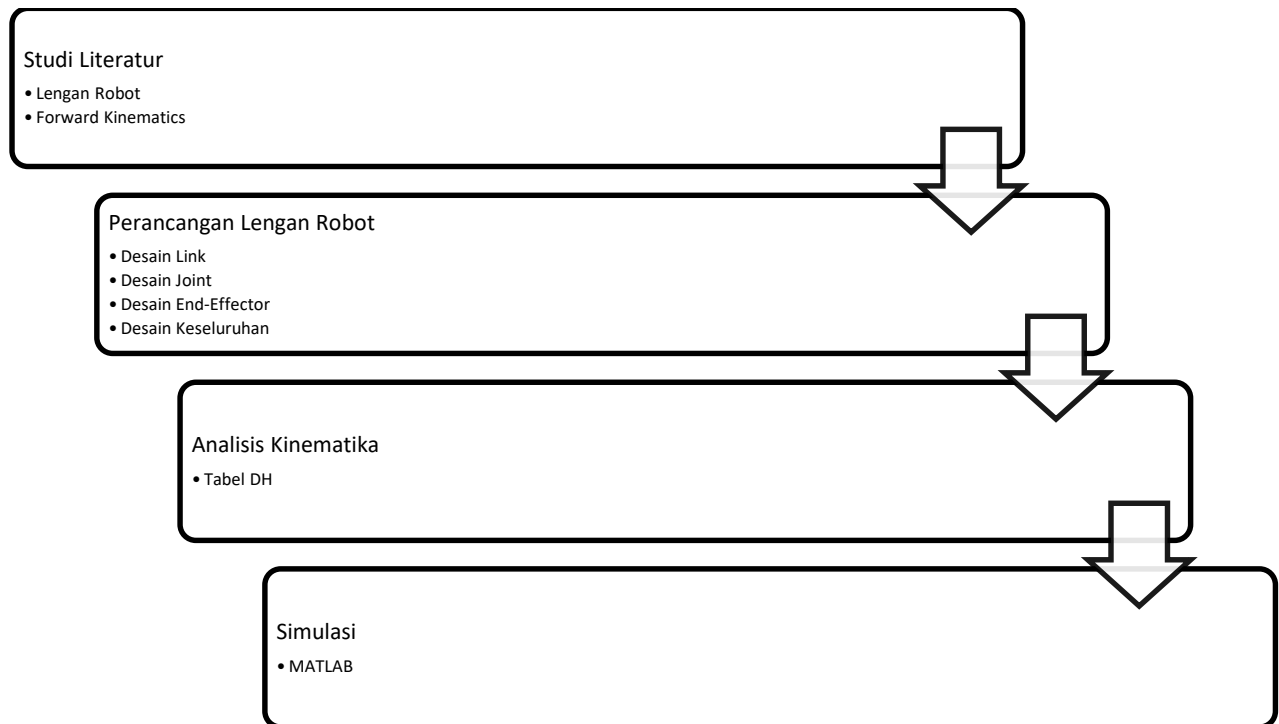 Studi Literatur
• Lengan Robot
• Forward Kinematics
Perancangan Lengan Robot
• Desain Link
• Desain Joint
• Desain End-Effector
• Desain Keseluruhan
Analisis Kinematika
• Tabel DH
Simulasi
• MATLAB